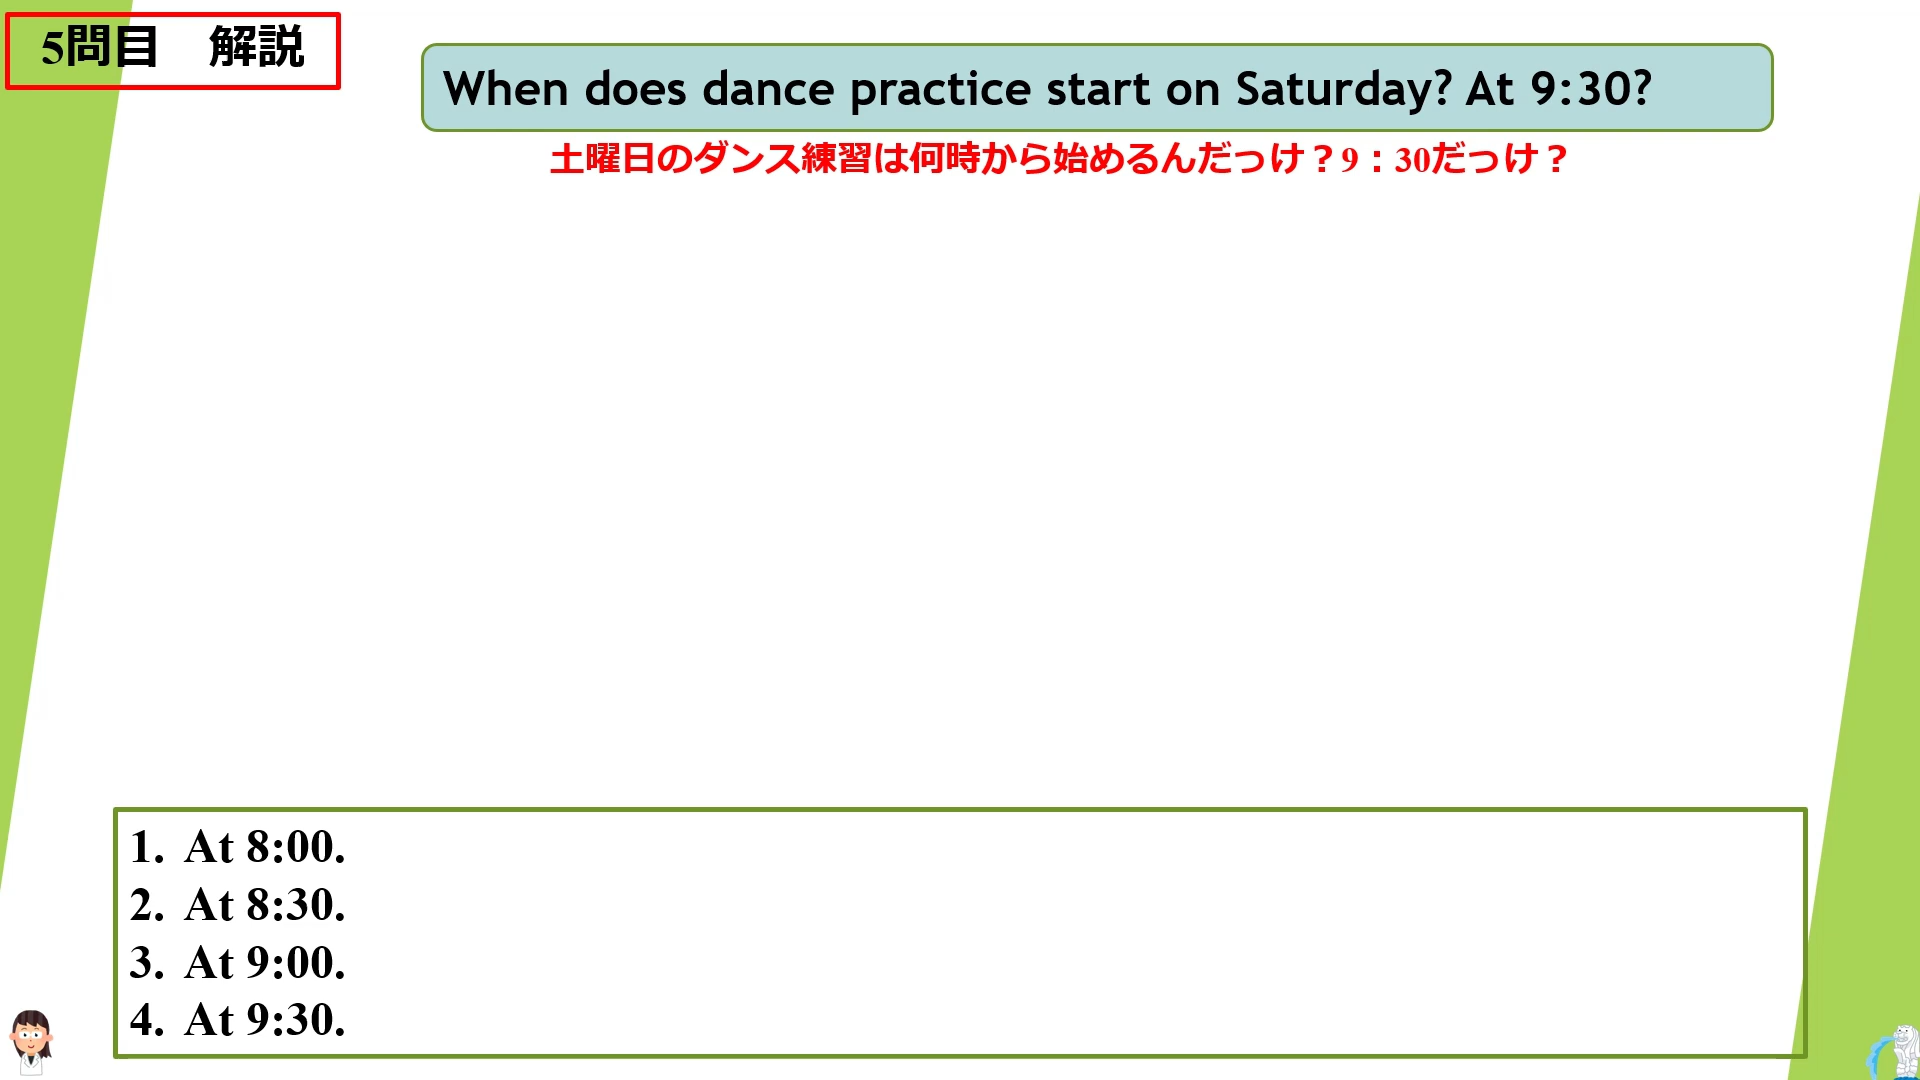 5問目　解説
When does dance practice start on Saturday? At 9:30?
土曜日のダンス練習は何時から始めるんだっけ？9：30だっけ？
1. At 8:00.
2. At 8:30.
3. At 9:00.
4. At 9:30.